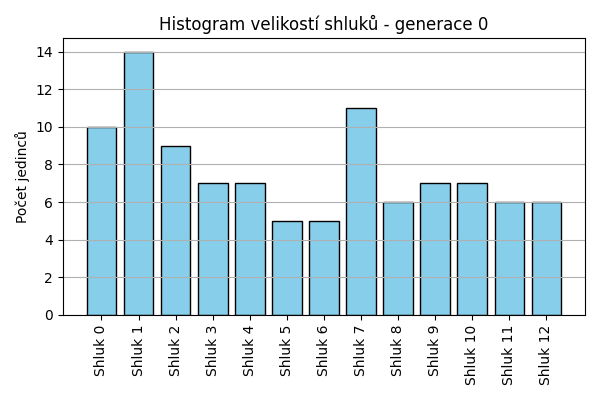 Histogram velikostí shluků - generace 0
Počet jedinců
14
12
10
8
6
4
2
0
Shluk 0
Shluk 1
Shluk 2
Shluk 3
Shluk 4
Shluk 5
Shluk 6
Shluk 7
Shluk 8
Shluk 9
Shluk 10
Shluk 11
Shluk 12